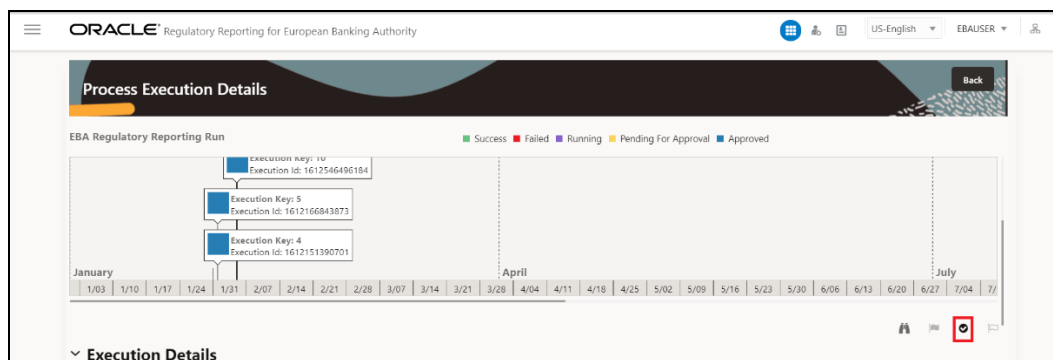 ORACLE® Regulatory Reporting for European Banking Authority
US-English
EBAUSER
Process Execution Details
Back
EBA Regulatory Reporting Run
Success Failed Running Pending For Approval Approved
Execution Key: 10
Execution Id: 1612546496184
Execution Key: 5
Execution Id: 1612166843873
Execution Key: 4
Execution Id: 1612151390701
January April July
1/03 1/10 1/17 1/24 1/31 2/07 2/14 2/21 2/28 3/07 3/14 3/21 3/28 4/04 4/11 4/18 4/25 5/02 5/09 5/16 5/23 5/30 6/06 6/13 6/20 6/27 7/04 7/
Execution Details